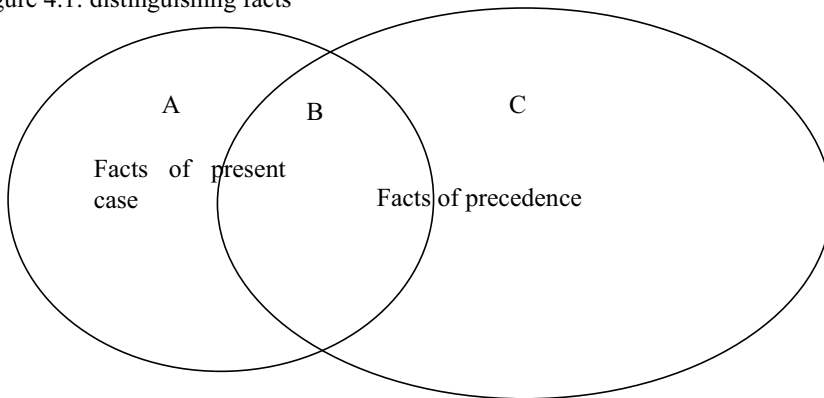 gure 4.1: distinguishing facts
A
B
C
Facts of present
case
Facts of precedence